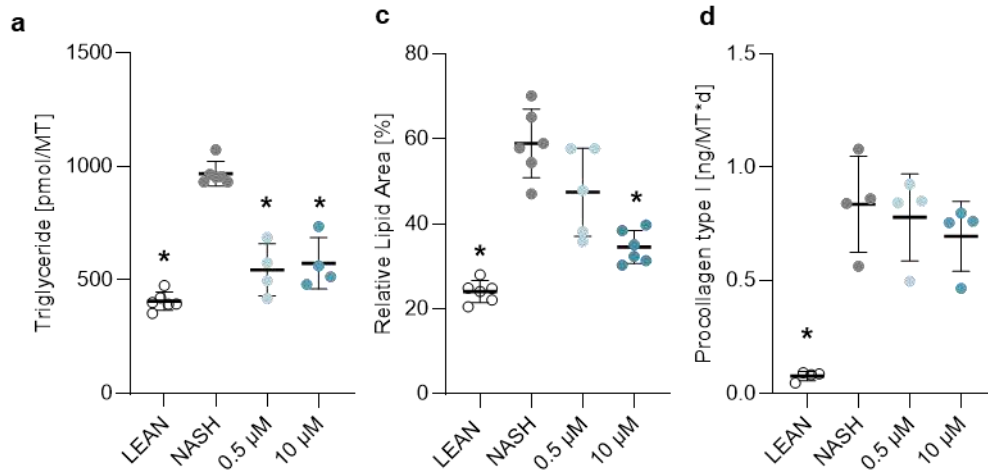 a
Triglyceride [pmol/MT]
1500
1000
500
0
*
*
*
LEAN
NASH
0.5 µM
10 µM
c
Relative Lipid Area [%]
80
60
40
20
0
*
*
LEAN
NASH
0.5 µM
10 µM
d
Procollagen type I [ng/MT*d]
1.5
1.0
0.5
0.0
*
LEAN
NASH
0.5 µM
10 µM